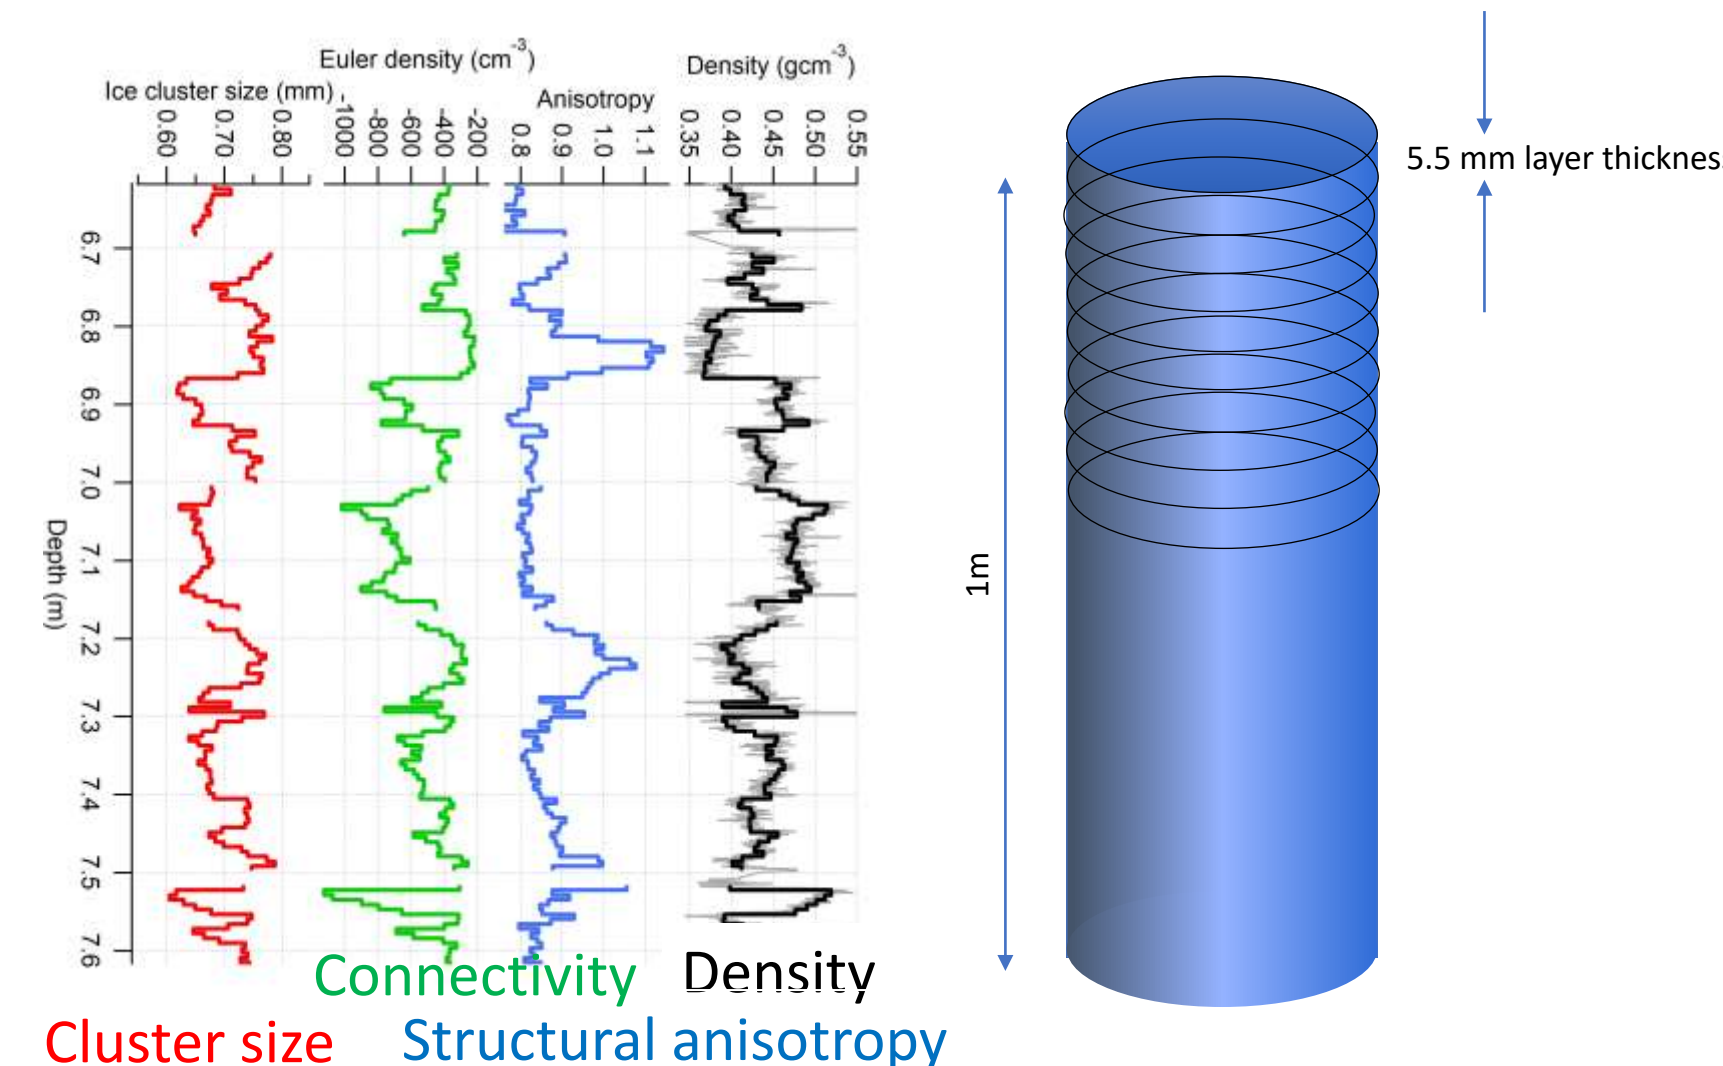 Euler density (cm-3)
Density (gcm-3)
Ice cluster size (mm)
Anisotropy
0.60 0.70 0.80
-1000 -800 -600 -400 -200
0.8 0.9 1.0 1.1
0.35 0.40 0.45 0.50 0.55
5.5 mm layer thicknes
6.7
6.8
6.9
7.0
7.1
7.2
7.3
7.4
7.5
7.6
Depth (m)
1m
Connectivity
Density
Cluster size
Structural anisotropy